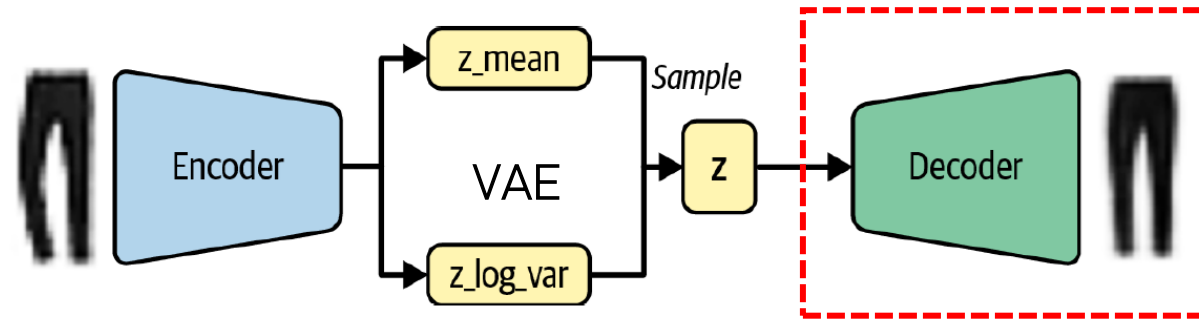 z_mean
Sample
Encoder
VAE
z
Decoder
z_log_var